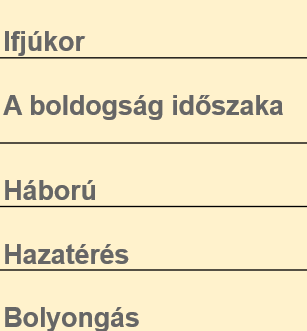 Ifjúkor
A boldogság időszaka
Háború
Hazatérés
Bolyongás